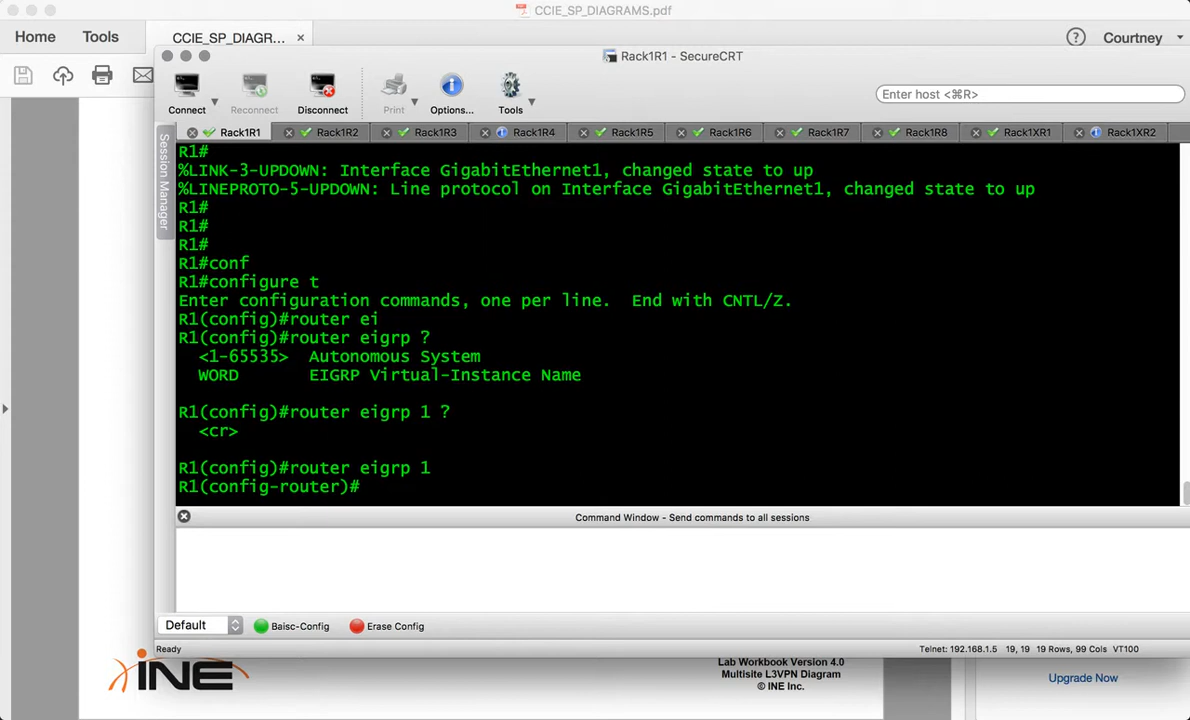 CCIE_SP_DIAGRAMS.pdf
Home Tools CCIE_SP_DIAGR... × ? Courtney
Rack1R1 - SecureCRT
Connect Reconnect Disconnect Print Options... Tools
Enter host <⌘R>
Session Manager
Rack1R1 Rack1R2 Rack1R3 Rack1R4 Rack1R5 Rack1R6 Rack1R7 Rack1R8 Rack1XR1 Rack1XR2
R1#
%LINK-3-UPDOWN: Interface GigabitEthernet1, changed state to up
%LINEPROTO-5-UPDOWN: Line protocol on Interface GigabitEthernet1, changed state to up
R1#
R1#
R1#
R1#conf
R1#configure t
Enter configuration commands, one per line.  End with CNTL/Z.
R1(config)#router ei
R1(config)#router eigrp ?
  <1-65535>  Autonomous System
  WORD       EIGRP Virtual-Instance Name
R1(config)#router eigrp 1 ?
  <cr>
R1(config)#router eigrp 1
R1(config-router)#
Command Window - Send commands to all sessions
Default Baisc-Config Erase Config
Ready Telnet: 192.168.1.5 19, 19 19 Rows, 99 Cols VT100
INE
Lab Workbook Version 4.0
Multisite L3VPN Diagram
© INE Inc.
Upgrade Now